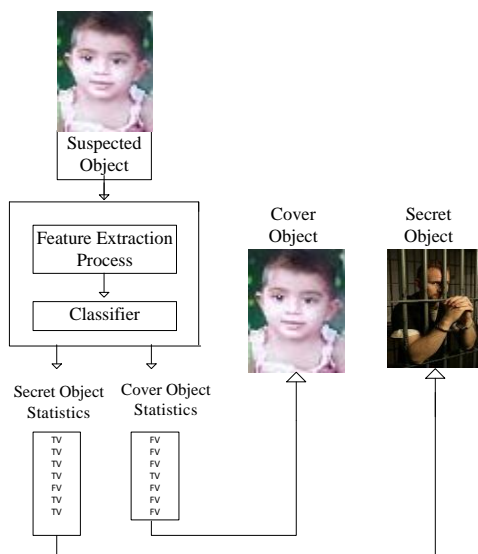 Suspected
Object
Feature Extraction
Process
Classifier
Cover
Object
Secret
Object
Secret Object
Statistics
TV
TV
TV
TV
FV
TV
TV
Cover Object
Statistics
FV
FV
FV
TV
FV
FV
FV